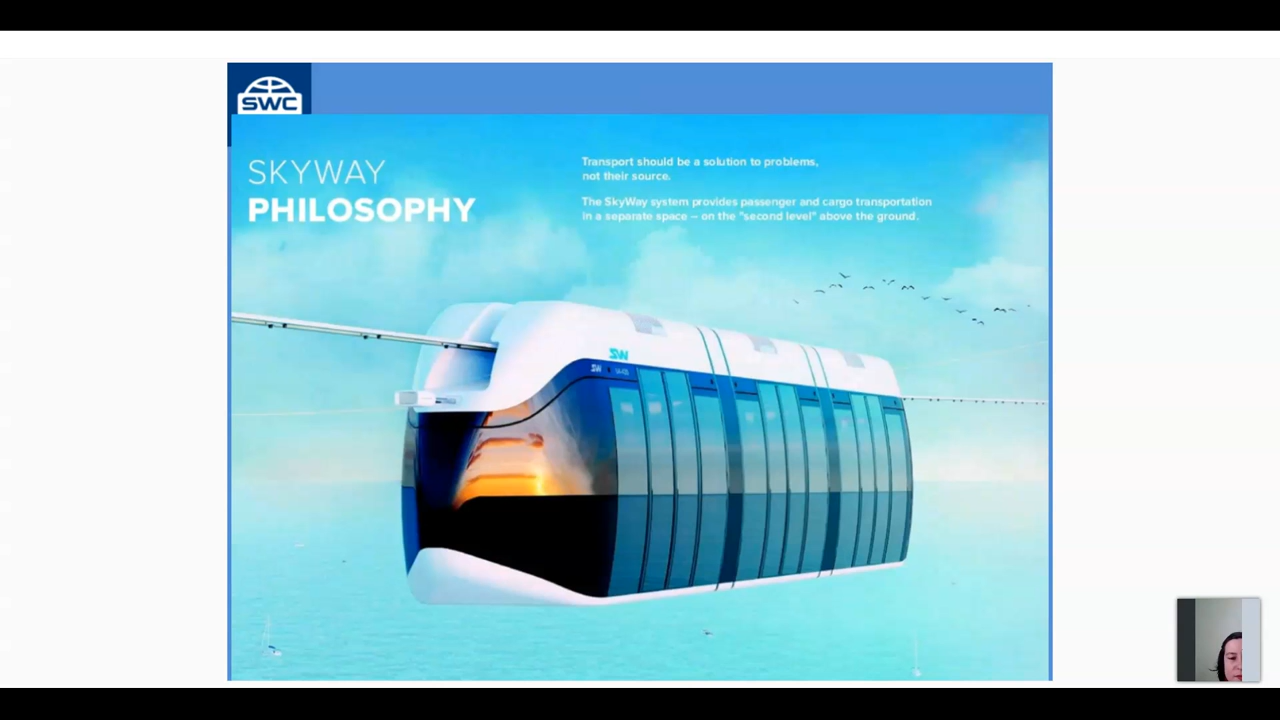 SWC
SKYWAY
PHILOSOPHY
Transport should be a solution to problems,
not their source.
The SkyWay system provides passenger and cargo transportation
in a separate space – on the "second level" above the ground.
SW
SW